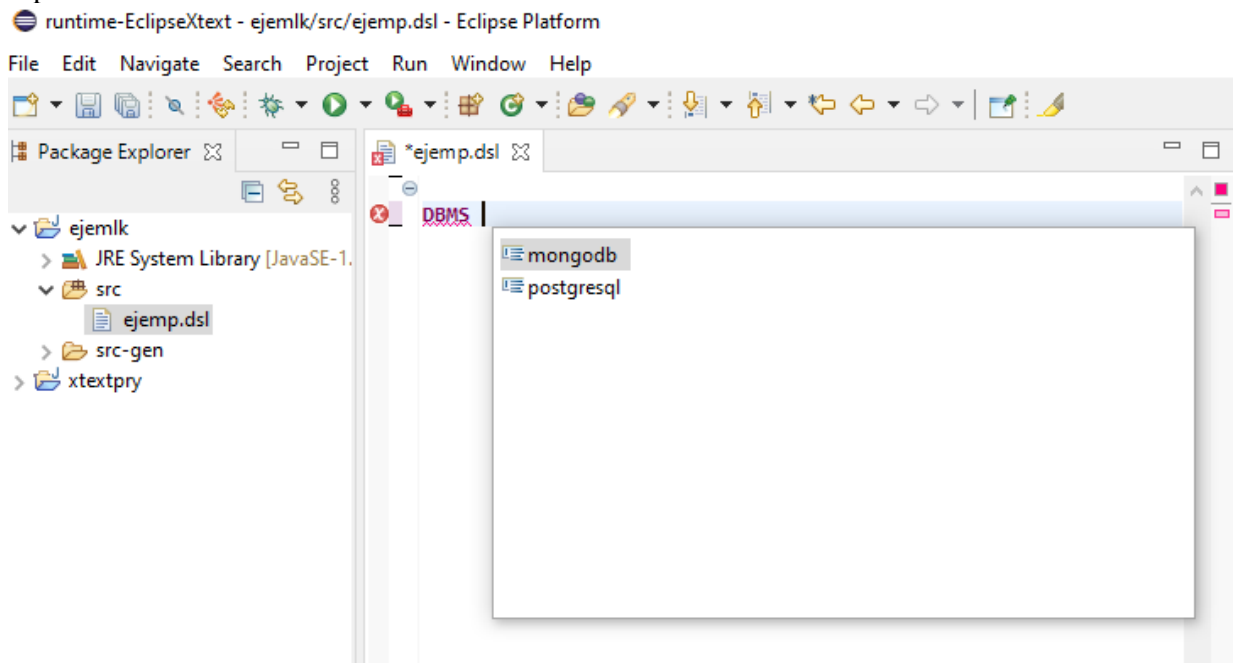 runtime-EclipseXtext - ejemlk/src/ejemp.dsl - Eclipse Platform
File Edit Navigate Search Project Run Window Help
Package Explorer
*ejemp.dsl
ejemlk
JRE System Library [JavaSE-1.
src
ejemp.dsl
src-gen
xtextpry
DBMS
mongodb
postgresql